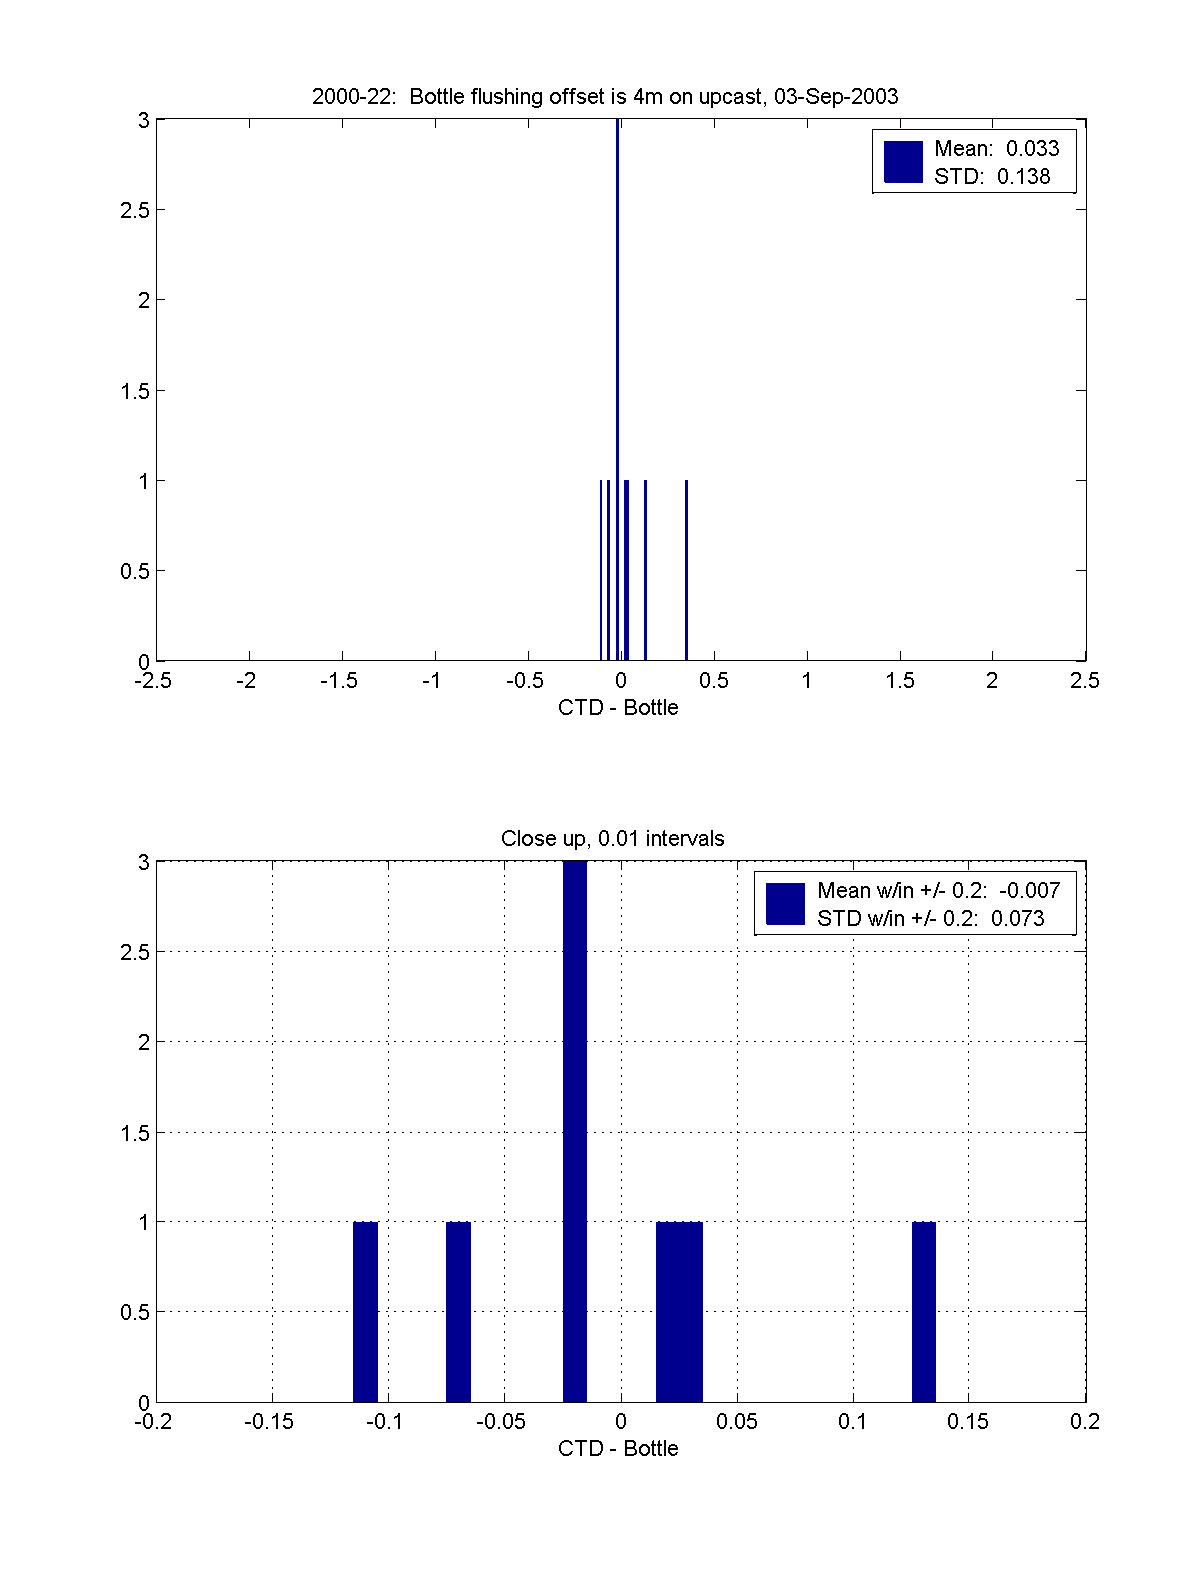 2000-22:  Bottle flushing offset is 4m on upcast, 03-Sep-2003
Mean:  0.033
STD:  0.138
3
2.5
2
1.5
1
0.5
0
-2.5 -2 -1.5 -1 -0.5 0 0.5 1 1.5 2 2.5
CTD - Bottle
Close up, 0.01 intervals
Mean w/in +/- 0.2:  -0.007
STD w/in +/- 0.2:  0.073
3
2.5
2
1.5
1
0.5
0
-0.2 -0.15 -0.1 -0.05 0 0.05 0.1 0.15 0.2
CTD - Bottle